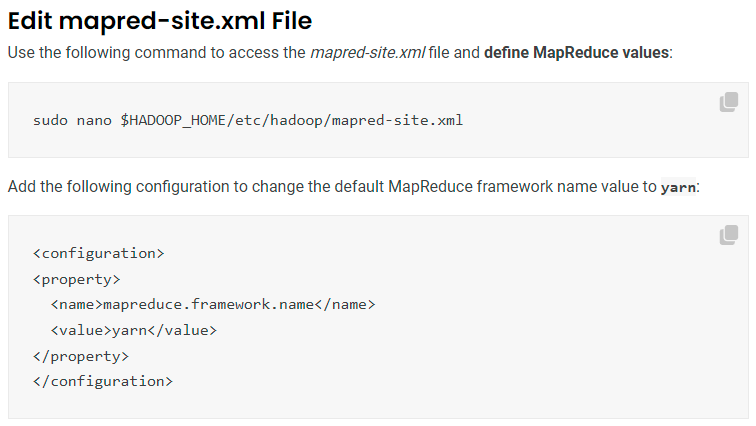 Edit mapred-site.xml File
Use the following command to access the mapred-site.xml file and define MapReduce values:
sudo nano $HADOOP_HOME/etc/hadoop/mapred-site.xml
Add the following configuration to change the default MapReduce framework name value to yarn:
<configuration>
<property>
  <name>mapreduce.framework.name</name>
  <value>yarn</value>
</property>
</configuration>